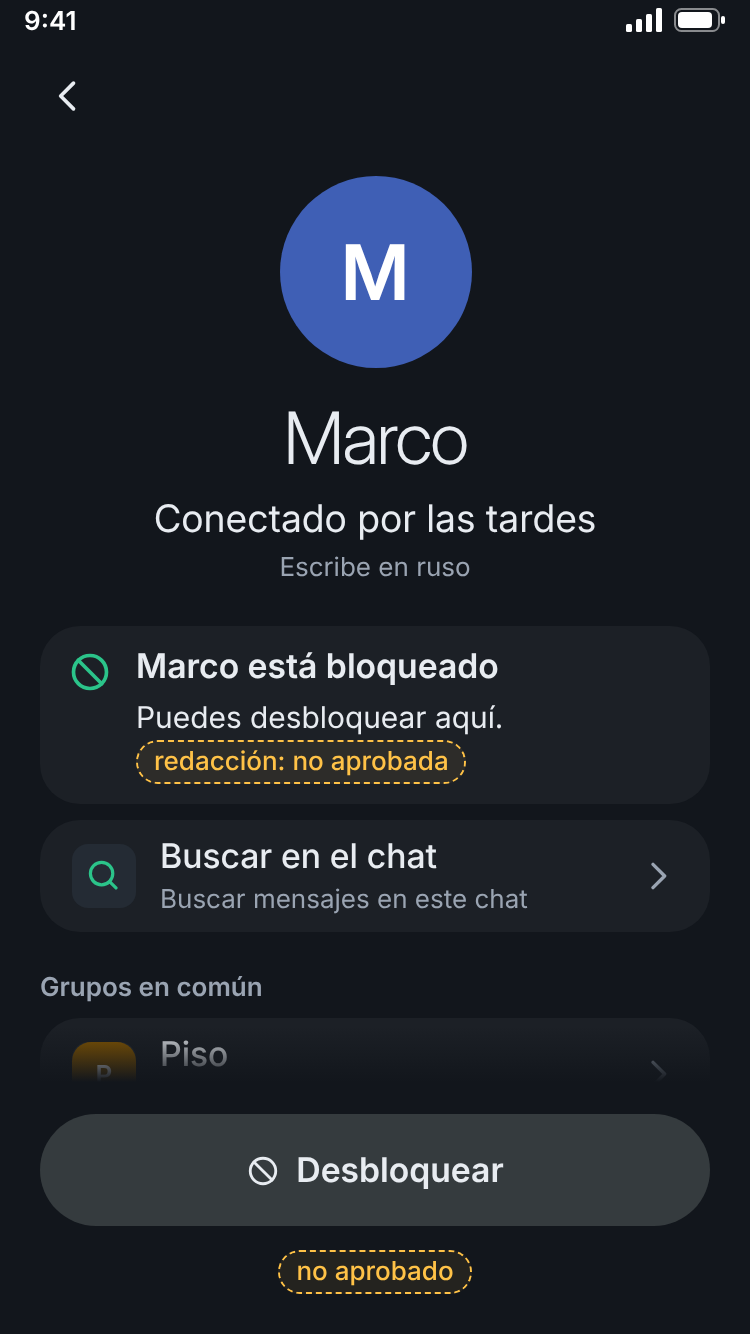 9:41
M
Marco
Conectado por las tardes
Escribe en ruso
Marco está bloqueado
Puedes desbloquear aquí.
redacción: no aprobada
Buscar en el chat
Buscar mensajes en este chat
Grupos en común
Piso
P
Desbloquear
no aprobado